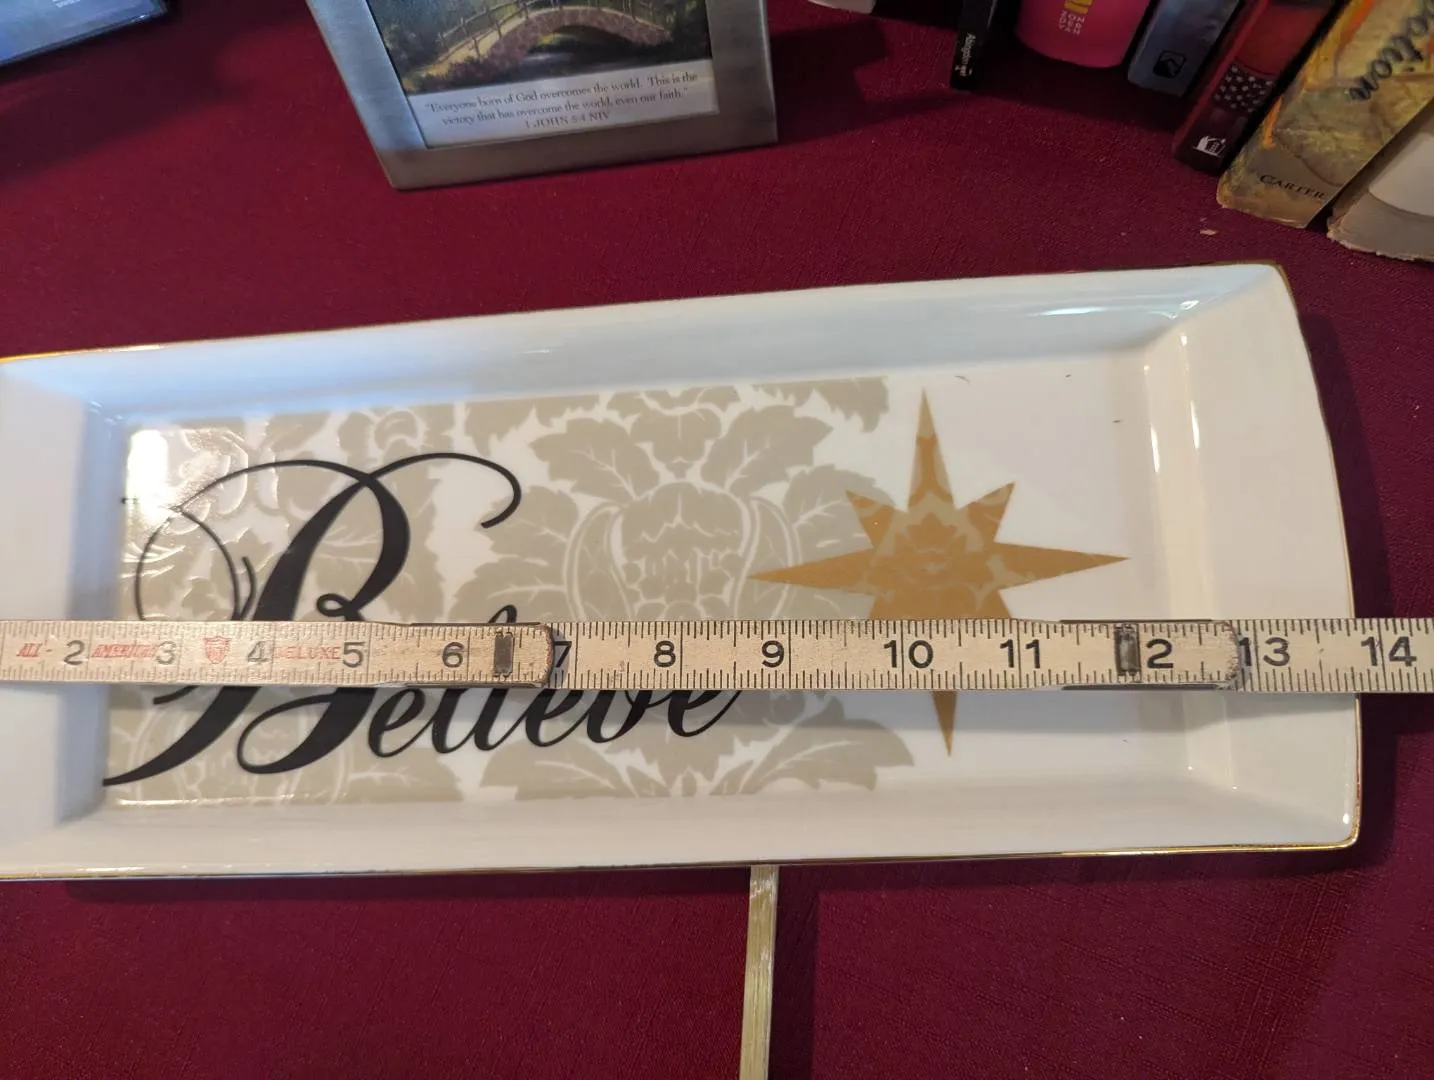 "Everyone born of God overcomes the world. This is the
victory that has overcome the world, even our faith."
1 JOHN 5:4 NIV
Abingdon
CARTER
Believe
ALL- 2 AMERICAN 3 4 DELUXE 5 6 7 8 9 10 11 12 13 14